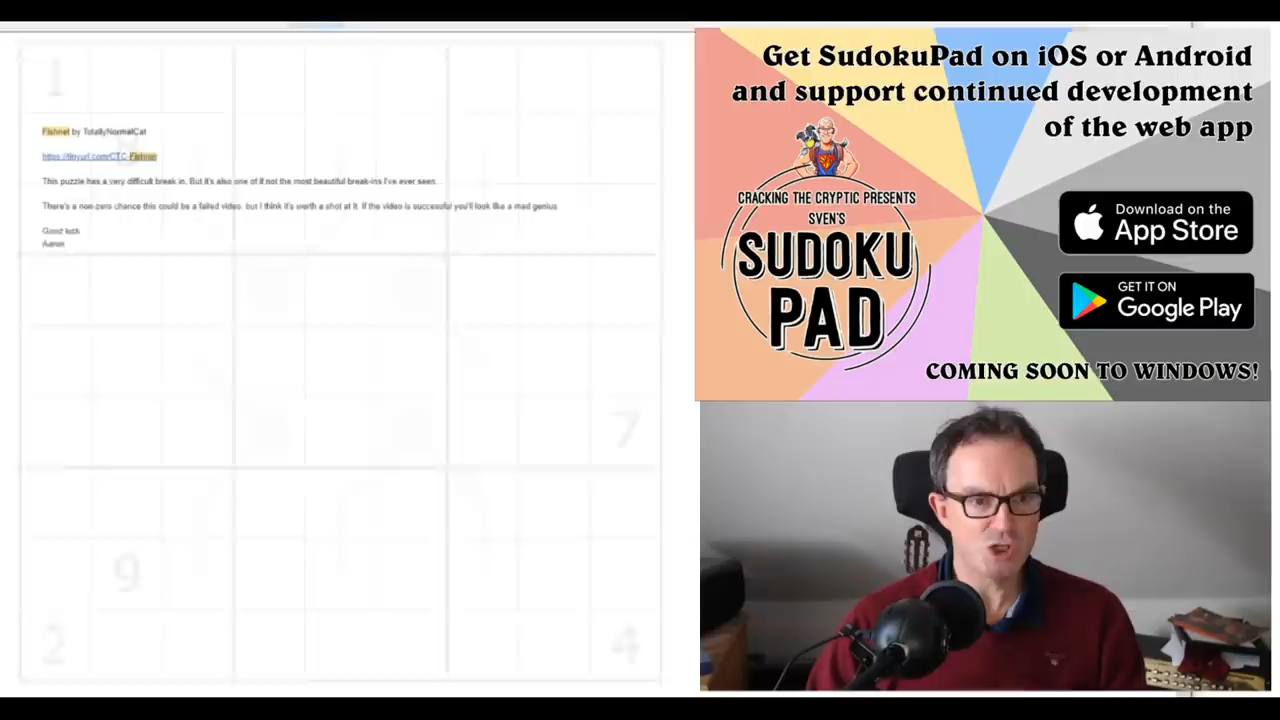 1
Fishnet by TotallyNormalCat
https://tinyurl.com/CTC-Fishnet
This puzzle has a very difficult break in. But it's also one of if not the most beautiful break-ins I've ever seen.
There's a non-zero chance this could be a failed video, but I think it's worth a shot at it. If the video is successful you'll look like a mad genius
Good luck
Aaron
7
9
2
4
Get SudokuPad on iOS or Android
and support continued development
of the web app
CRACKING THE CRYPTIC PRESENTS
SVEN'S
SUDOKU
PAD
Download on the
App Store
GET IT ON
Google Play
COMING SOON TO WINDOWS!